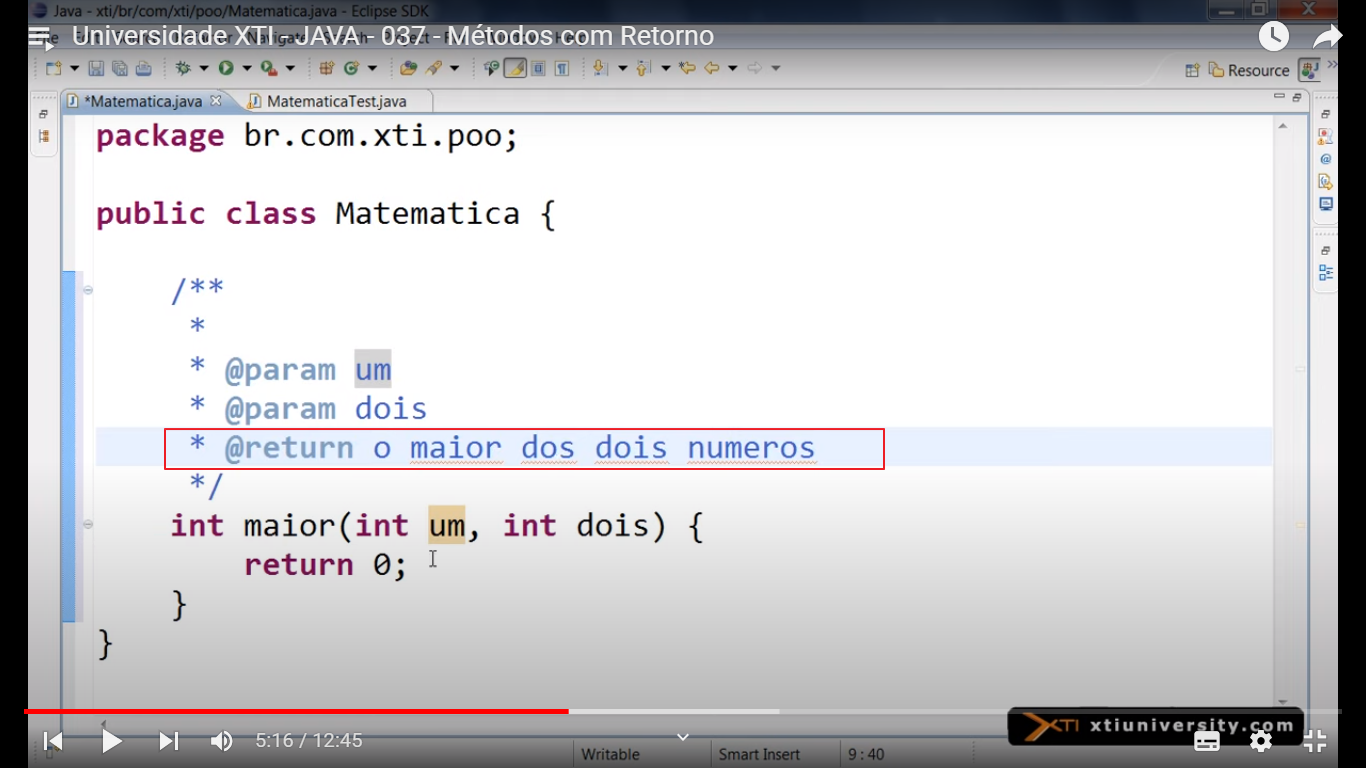 Java - xti/br/com/xti/poo/Matematica.java - Eclipse SDK
Universidade XTI - JAVA - 037 - Métodos com Retorno
Resource
*Matematica.java
MatematicaTest.java
package br.com.xti.poo;
public class Matematica {
/**
*
* @param um
* @param dois
* @return o maior dos dois numeros
*/
int maior(int um, int dois) {
return 0;
}
}
XTI xtiuniversity.com
5:16 / 12:45
Writable
Smart Insert
9 : 40